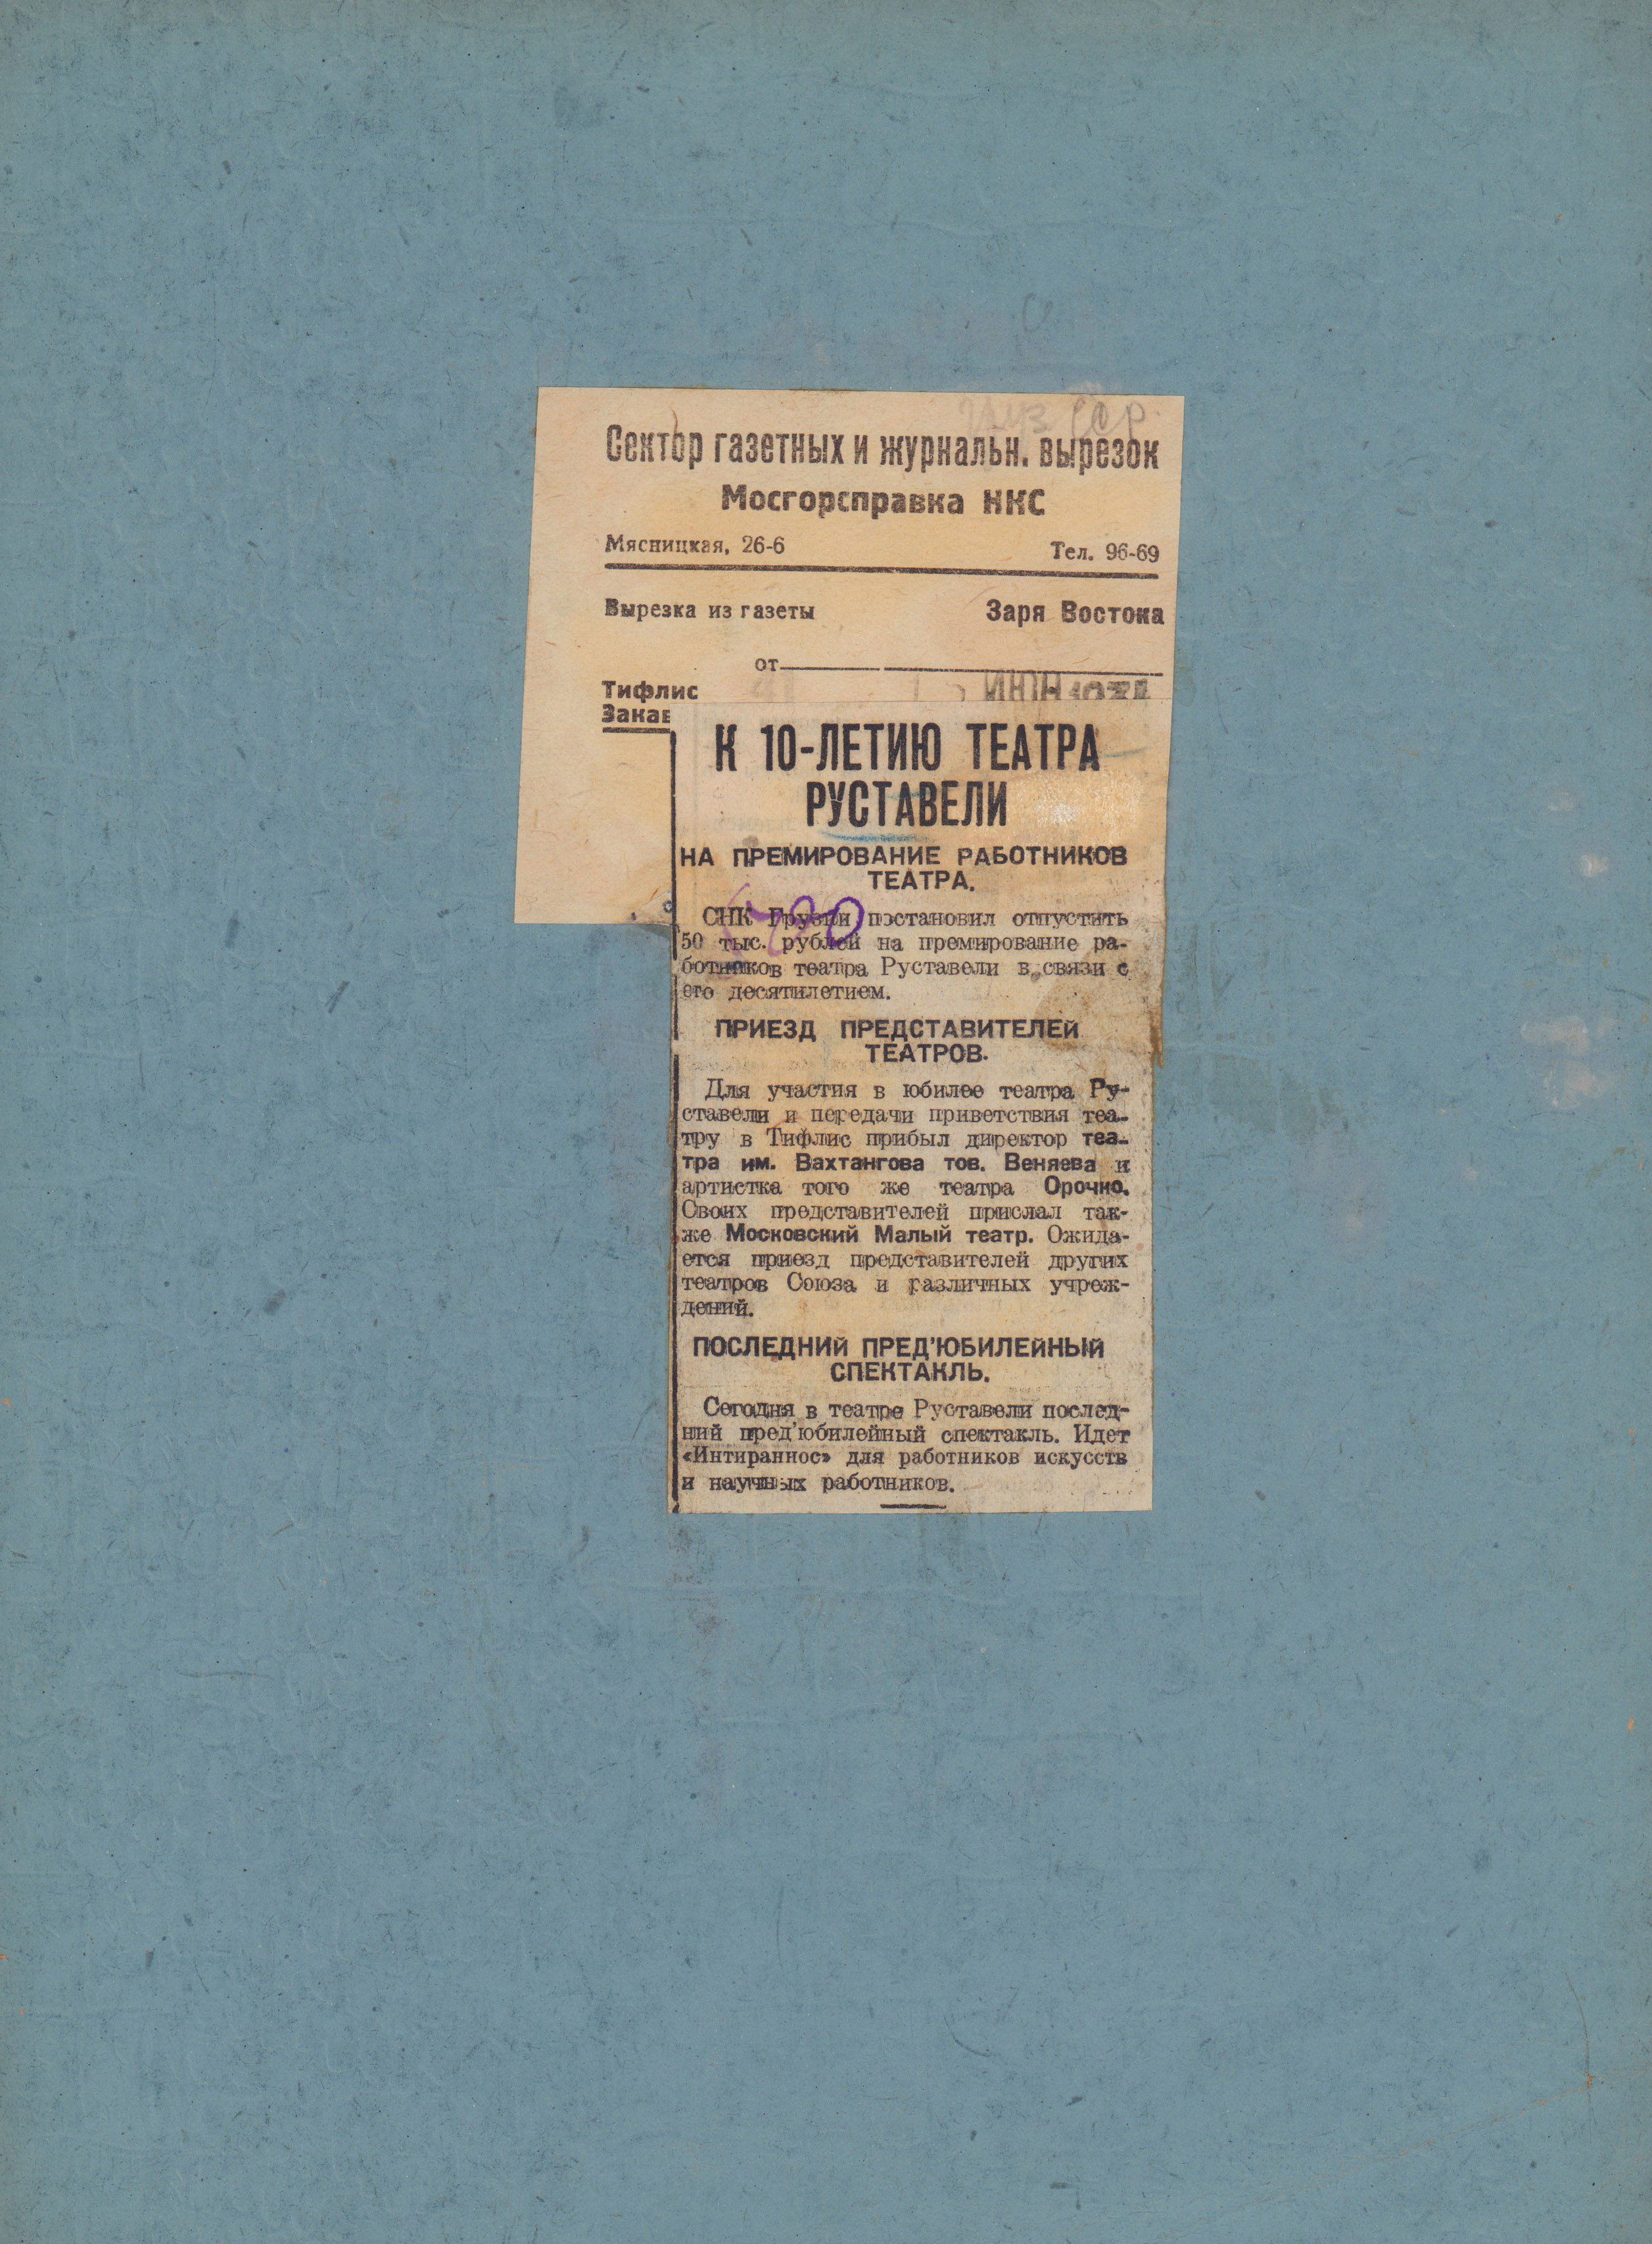 Груз ССР
Сектор газетных и журнальн. вырезок
Мосгорсправка НКС
Мясницкая, 26-б Тел. 96-69
Вырезка из газеты Заря Востока
от
Тифлис
Закав
К 10-ЛЕТИЮ ТЕАТРА
РУСТАВЕЛИ
НА ПРЕМИРОВАНИЕ РАБОТНИКОВ
ТЕАТРА.
СНК Грузии постановил отпустить
50 тыс. рублей на премирование ра-
ботников театра Руставели в связи с
его десятилетием.
ПРИЕЗД ПРЕДСТАВИТЕЛЕЙ
ТЕАТРОВ.
Для участия в юбилее театра Ру-
ставели и передачи приветствия теа-
тру в Тифлис прибыл директор теа-
тра им. Вахтангова тов. Веняева и
артистка того же театра Орочко.
Своих представителей прислал так-
же Московский Малый театр. Ожида-
ется приезд представителей других
театров Союза и различных учреж-
дений.
ПОСЛЕДНИЙ ПРЕД'ЮБИЛЕЙНЫЙ
СПЕКТАКЛЬ.
Сегодня в театре Руставели послед-
ний пред'юбилейный спектакль. Идет
«Интираннос» для работников искусств
и научных работников.